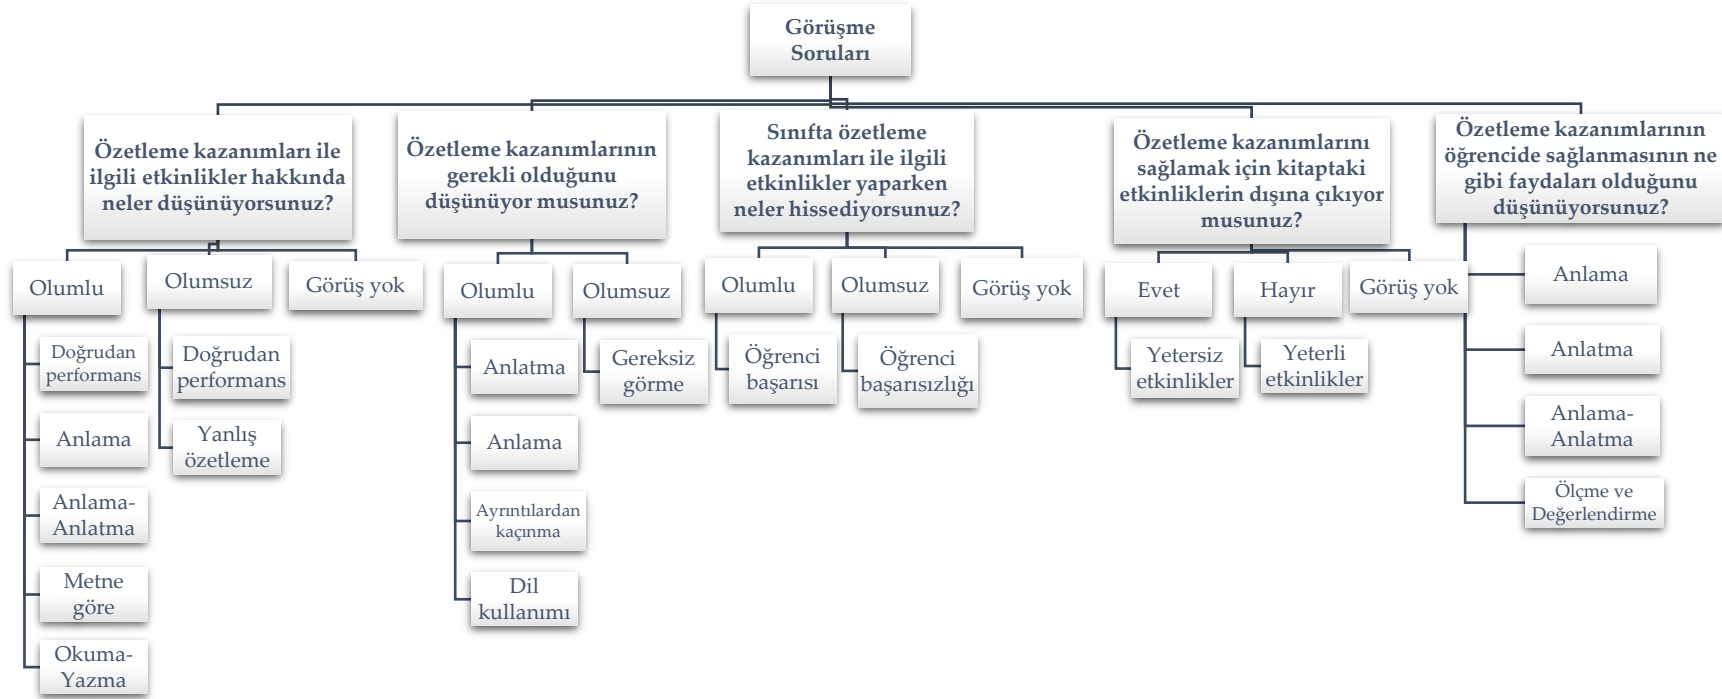 Görüşme
Soruları
Özetleme kazanımları ile
ilgili etkinlikler hakkında
neler düşünüyorsunuz?
Olumlu
Doğrudan
performans
Anlama
Anlama-
Anlatma
Metne
göre
Okuma-
Yazma
Olumsuz
Doğrudan
performans
Yanlış
özetleme
Görüş yok
Özetleme kazanımlarının
gerekli olduğunu
düşünüyor musunuz?
Olumlu
Anlatma
Anlama
Ayrıntılardan
kaçınma
Dil
kullanımı
Olumsuz
Gereksiz
görme
Sınıfta özetleme
kazanımları ile ilgili
etkinlikler yaparken
neler hissediyorsunuz?
Olumlu
Öğrenci
başarısı
Olumsuz
Öğrenci
başarısızlığı
Görüş yok
Özetleme kazanımlarını
sağlamak için kitaptaki
etkinliklerin dışına çıkıyor
musunuz?
Evet
Yetersiz
etkinlikler
Hayır
Yeterli
etkinlikler
Görüş yok
Özetleme kazanımlarının
öğrencide sağlanmasının ne
gibi faydaları olduğunu
düşünüyorsunuz?
Anlama
Anlatma
Anlama-
Anlatma
Ölçme ve
Değerlendirme